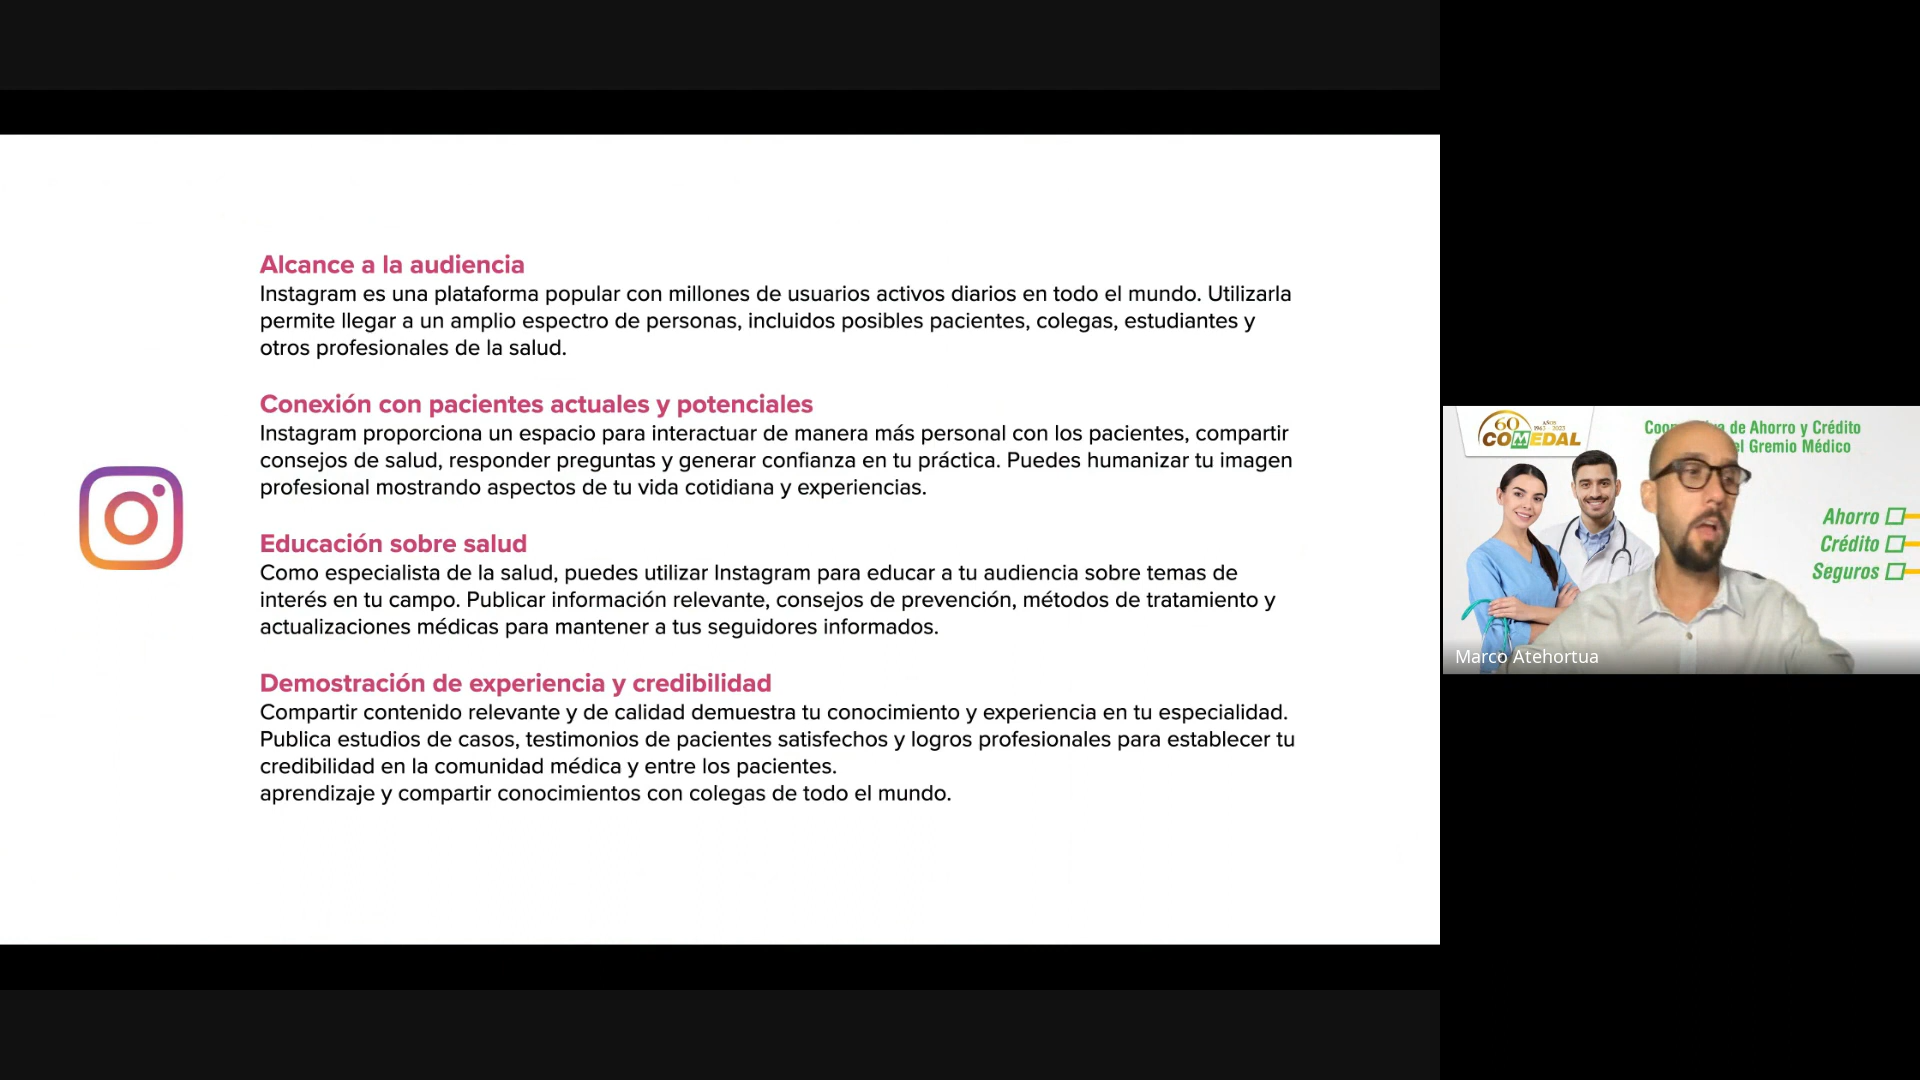 Alcance a la audiencia
Instagram es una plataforma popular con millones de usuarios activos diarios en todo el mundo. Utilizarla
permite llegar a un amplio espectro de personas, incluidos posibles pacientes, colegas, estudiantes y
otros profesionales de la salud.
Conexión con pacientes actuales y potenciales
Instagram proporciona un espacio para interactuar de manera más personal con los pacientes, compartir
consejos de salud, responder preguntas y generar confianza en tu práctica. Puedes humanizar tu imagen
profesional mostrando aspectos de tu vida cotidiana y experiencias.
Educación sobre salud
Como especialista de la salud, puedes utilizar Instagram para educar a tu audiencia sobre temas de
interés en tu campo. Publicar información relevante, consejos de prevención, métodos de tratamiento y
actualizaciones médicas para mantener a tus seguidores informados.
Demostración de experiencia y credibilidad
Compartir contenido relevante y de calidad demuestra tu conocimiento y experiencia en tu especialidad.
Publica estudios de casos, testimonios de pacientes satisfechos y logros profesionales para establecer tu
credibilidad en la comunidad médica y entre los pacientes.
aprendizaje y compartir conocimientos con colegas de todo el mundo.
60 AÑOS
COMEDAL
de Ahorro y Crédito
el Gremio Médico
Ahorro
Crédito
Seguros
Marco Atehortua